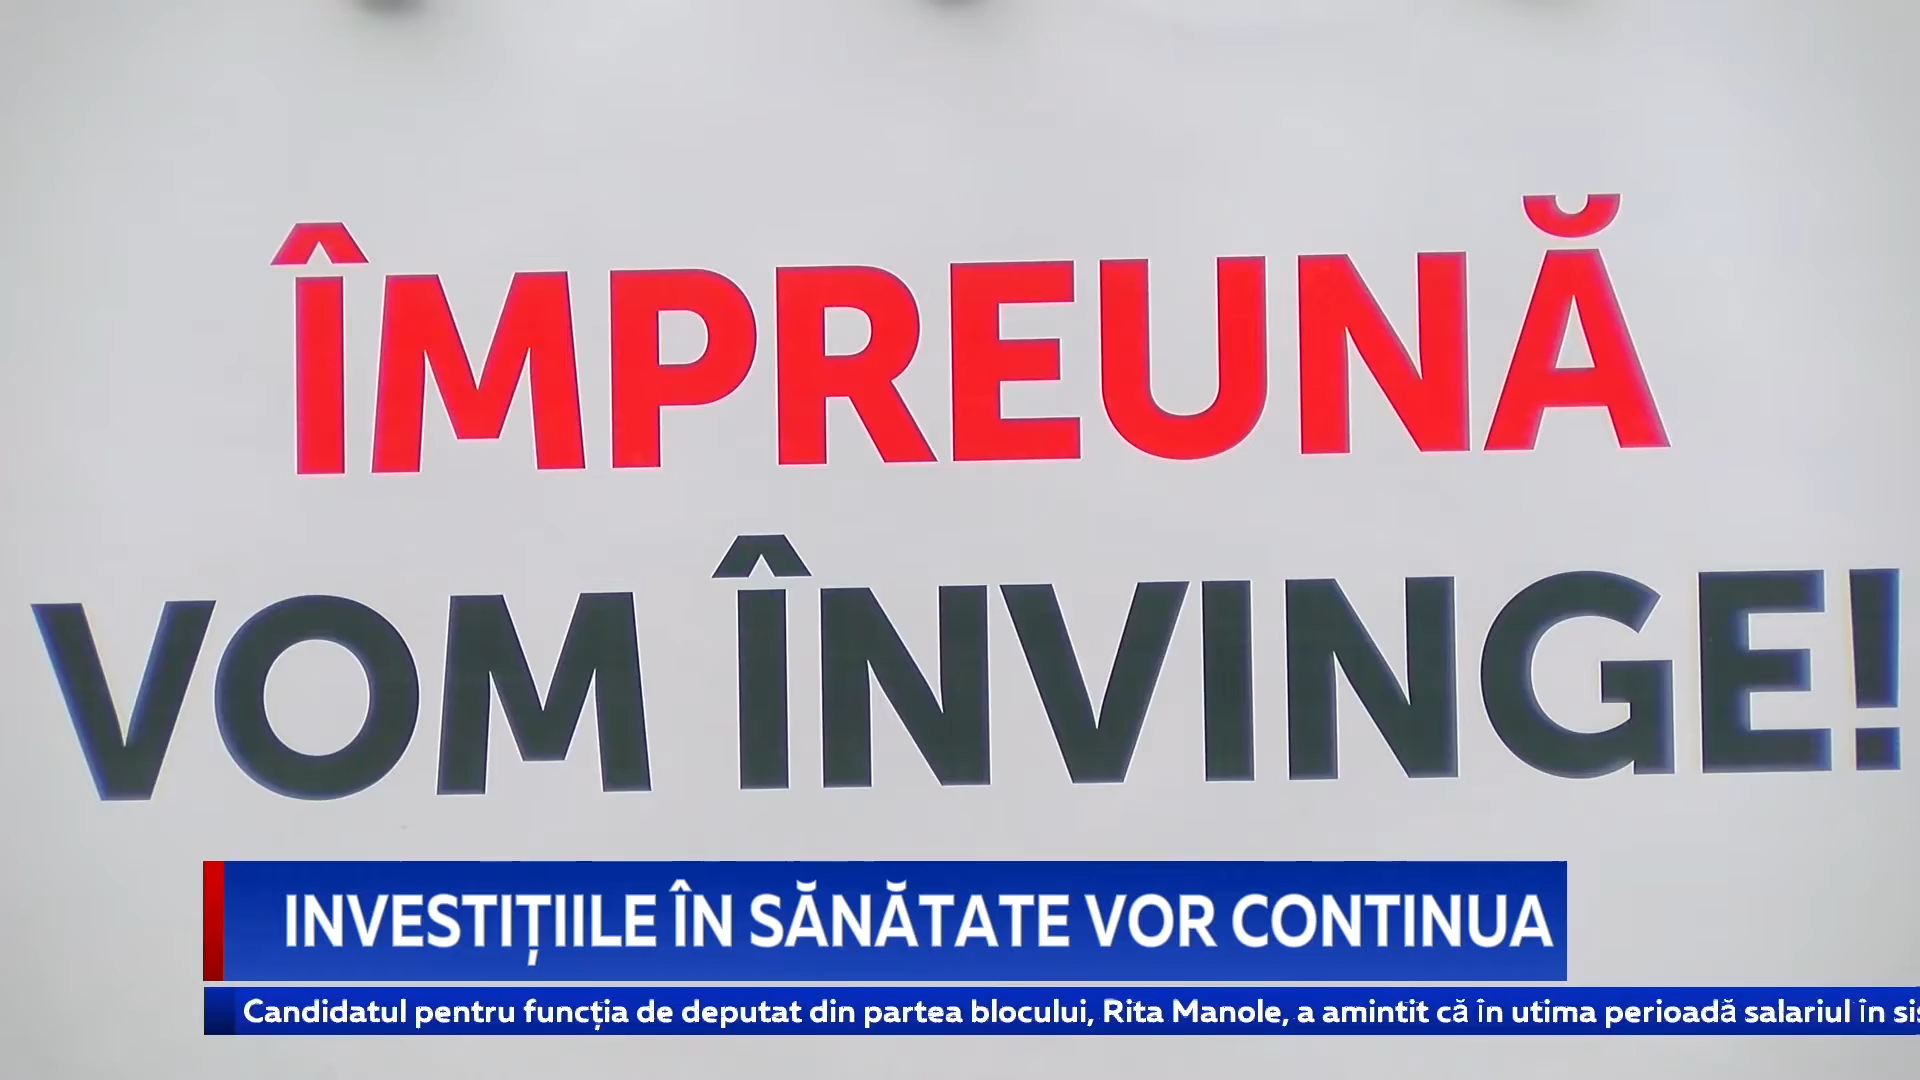 ÎMPREUNĂ
VOM ÎNVINGE!
INVESTIȚIILE ÎN SĂNĂTATE VOR CONTINUA
Candidatul pentru funcția de deputat din partea blocului, Rita Manole, a amintit că în utima perioadă salariul în